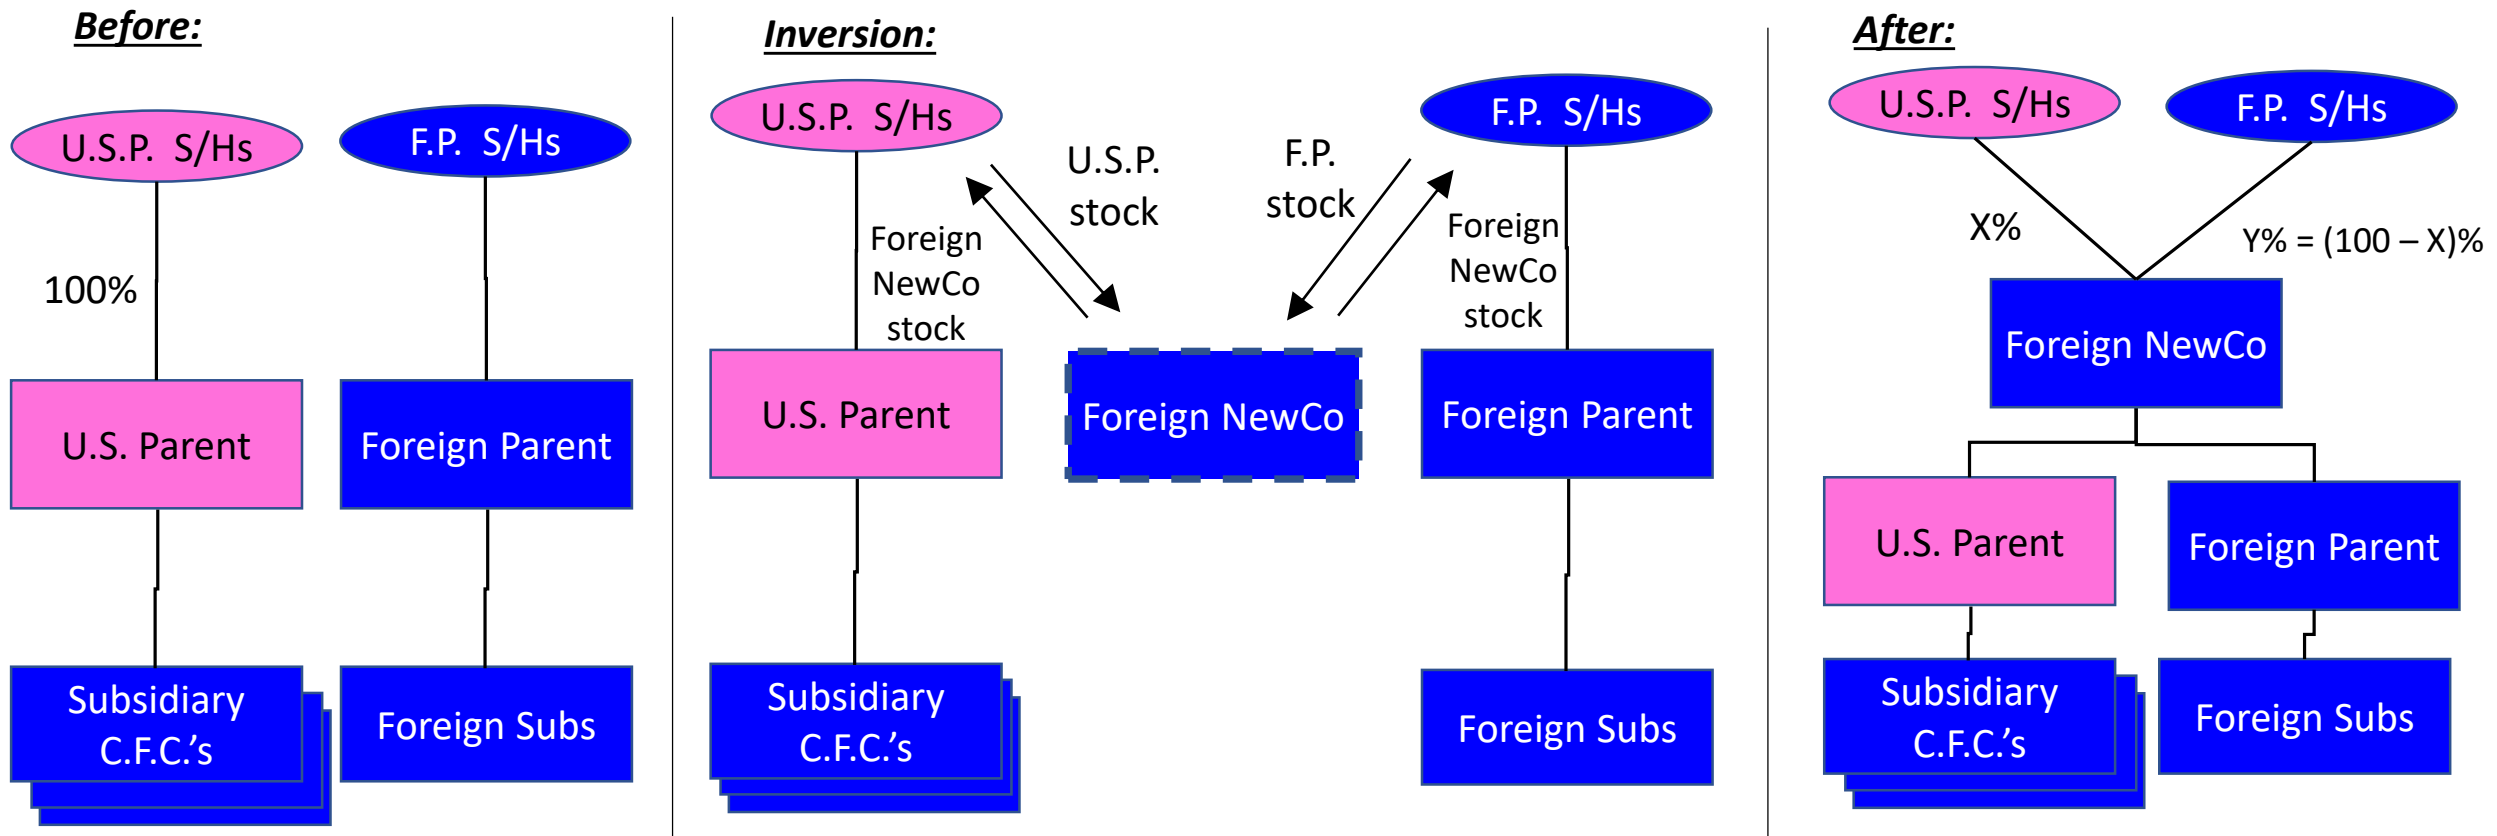 Before:
U.S.P. S/Hs
F.P. S/Hs
100%
U.S. Parent
Foreign Parent
Subsidiary
C.F.C.’s
Foreign Subs
Inversion:
U.S.P. S/Hs
F.P. S/Hs
U.S.P.
stock
F.P.
stock
Foreign
NewCo
stock
Foreign
NewCo
stock
U.S. Parent
Foreign NewCo
Foreign Parent
Subsidiary
C.F.C.’s
Foreign Subs
After:
U.S.P. S/Hs
F.P. S/Hs
X%
Y% = (100 – X)%
Foreign NewCo
U.S. Parent
Foreign Parent
Subsidiary
C.F.C.’s
Foreign Subs